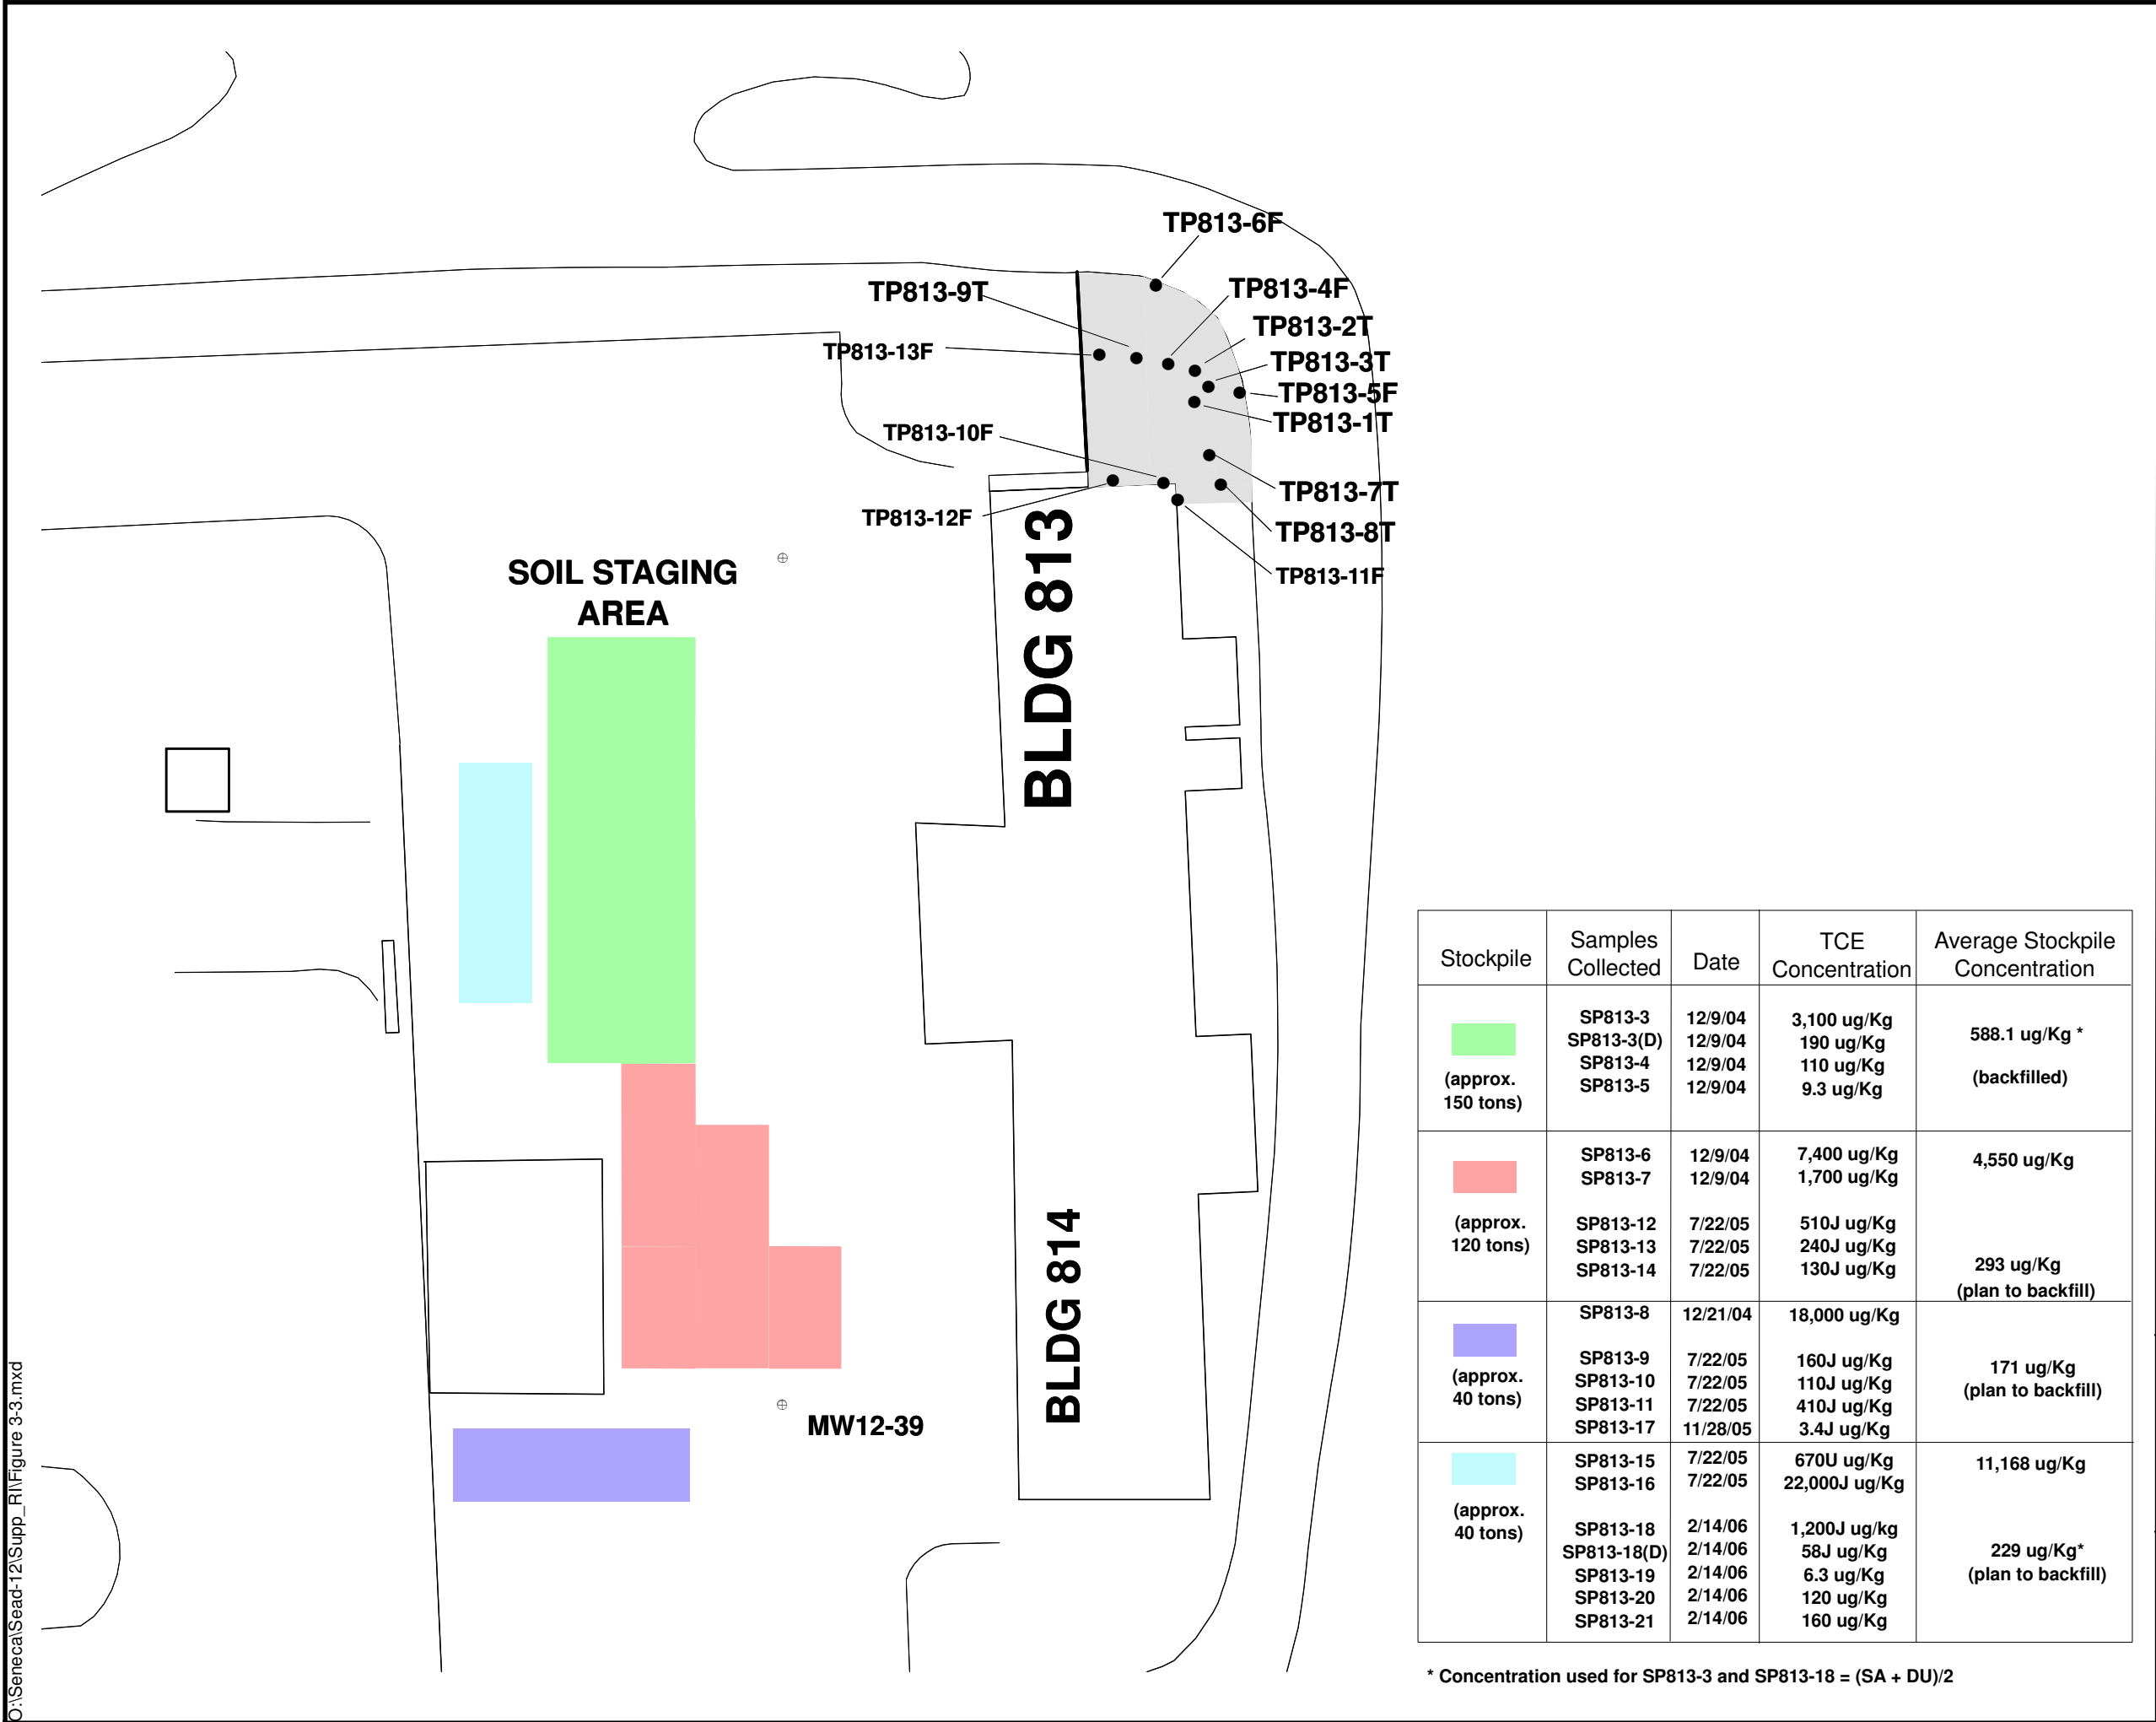 TP813-6F
TP813-9T
TP813-4F
TP813-2T
TP813-13F
TP813-3T
TP813-5F
TP813-1T
TP813-10F
TP813-7T
TP813-12F
TP813-8T
TP813-11F
SOIL STAGING
AREA
BLDG 813
BLDG 814
MW12-39
Stockpile
Samples
Collected
Date
TCE
Concentration
Average Stockpile
Concentration
SP813-3 12/9/04 3,100 ug/Kg
SP813-3(D) 12/9/04 190 ug/Kg
SP813-4 12/9/04 110 ug/Kg
SP813-5 12/9/04 9.3 ug/Kg
588.1 ug/Kg *
(backfilled)
(approx.
150 tons)
SP813-6 12/9/04 7,400 ug/Kg
SP813-7 12/9/04 1,700 ug/Kg
4,550 ug/Kg
(approx.
120 tons)
SP813-12 7/22/05 510J ug/Kg
SP813-13 7/22/05 240J ug/Kg
SP813-14 7/22/05 130J ug/Kg
293 ug/Kg
(plan to backfill)
SP813-8 12/21/04 18,000 ug/Kg
(approx.
40 tons)
SP813-9 7/22/05 160J ug/Kg
SP813-10 7/22/05 110J ug/Kg
SP813-11 7/22/05 410J ug/Kg
SP813-17 11/28/05 3.4J ug/Kg
171 ug/Kg
(plan to backfill)
SP813-15 7/22/05 670U ug/Kg
SP813-16 7/22/05 22,000J ug/Kg
11,168 ug/Kg
(approx.
40 tons)
SP813-18 2/14/06 1,200J ug/kg
SP813-18(D) 2/14/06 58J ug/Kg
SP813-19 2/14/06 6.3 ug/Kg
SP813-20 2/14/06 120 ug/Kg
SP813-21 2/14/06 160 ug/Kg
229 ug/Kg*
(plan to backfill)
* Concentration used for SP813-3 and SP813-18 = (SA + DU)/2
O:\Seneca\Sead-12\Supp_RI\Figure 3-3.mxd